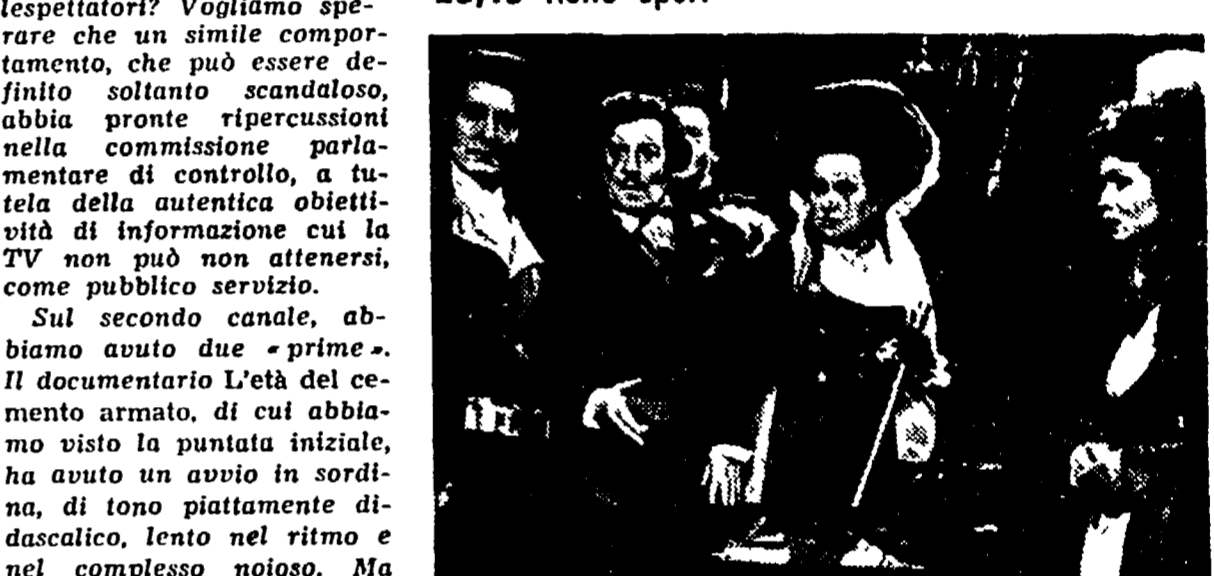 lespettatori? Vogliamo spe-
rare che un simile compor-
tamento, che può essere de-
finito soltanto scandaloso,
abbia pronte ripercussioni
nella commissione parla-
mentare di controllo, a tu-
tela della autentica obietti-
vità di informazione cui la
TV non può non attenersi,
come pubblico servizio.
Sul secondo canale, ab-
biamo avuto due « prime ».
Il documentario L'età del ce-
mento armato, di cui abbia-
mo visto la puntata iniziale,
ha avuto un avvio in sordi-
na, di tono piattamente di-
dascalico, lento nel ritmo e
nel complesso noioso. Ma
sport